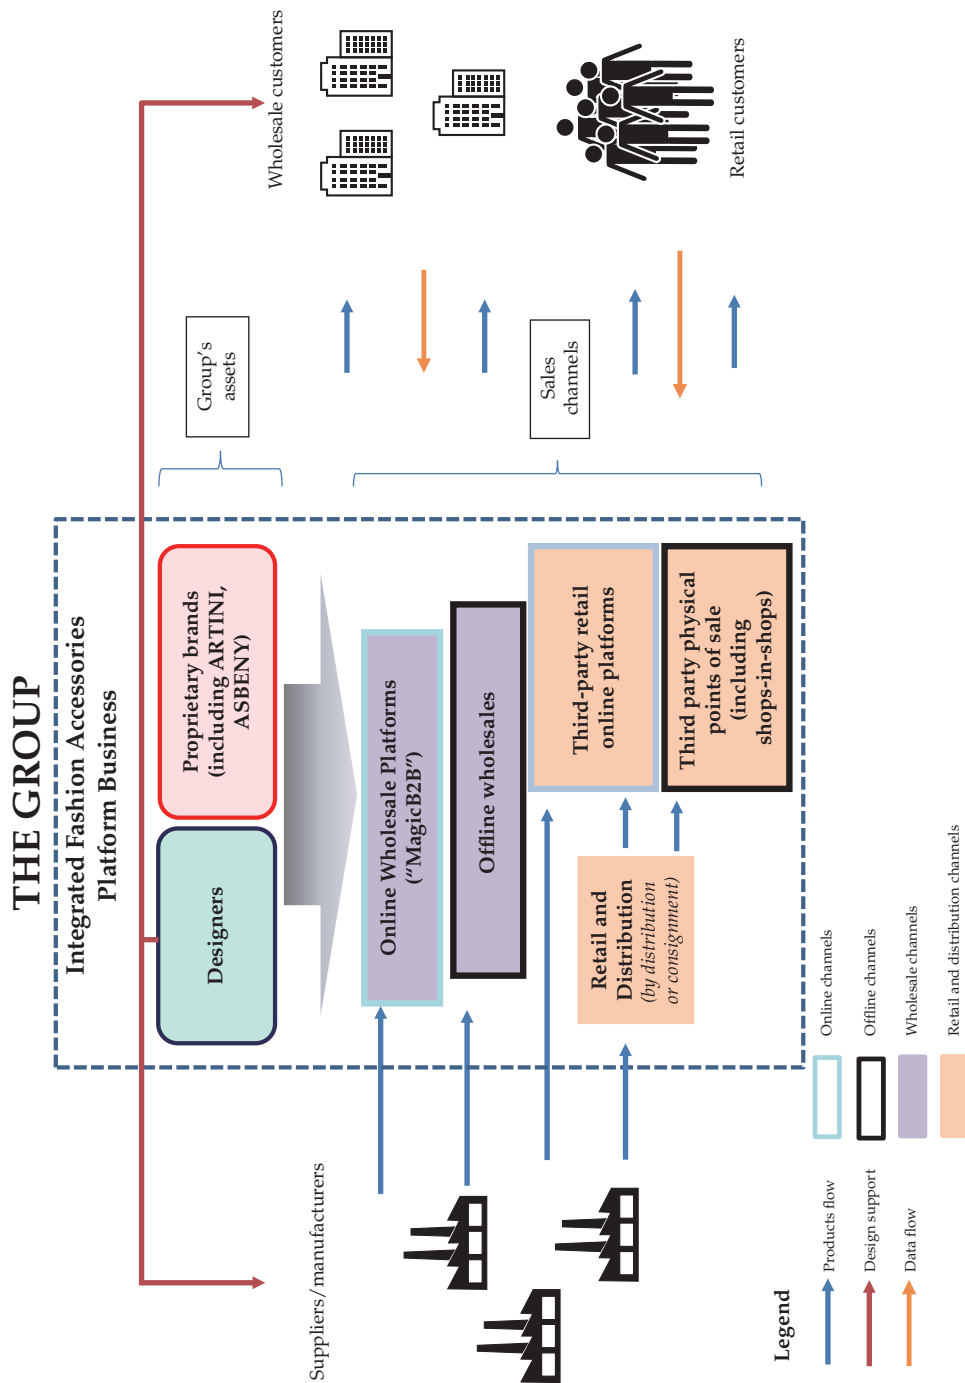 THE GROUP
Integrated Fashion Accessories
Platform Business
Suppliers/manufacturers
Designers
Proprietary brands
(including ARTINI,
ASBENY)
Group's
assets
Wholesale customers
Online Wholesale Platforms
("MagicB2B")
Offline wholesales
Retail and
Distribution
(by distribution
or consignment)
Third-party retail
online platforms
Third party physical
points of sale
(including
shops-in-shops)
Sales
channels
Retail customers
Legend
Products flow
Design support
Data flow
Online channels
Offline channels
Wholesale channels
Retail and distribution channels